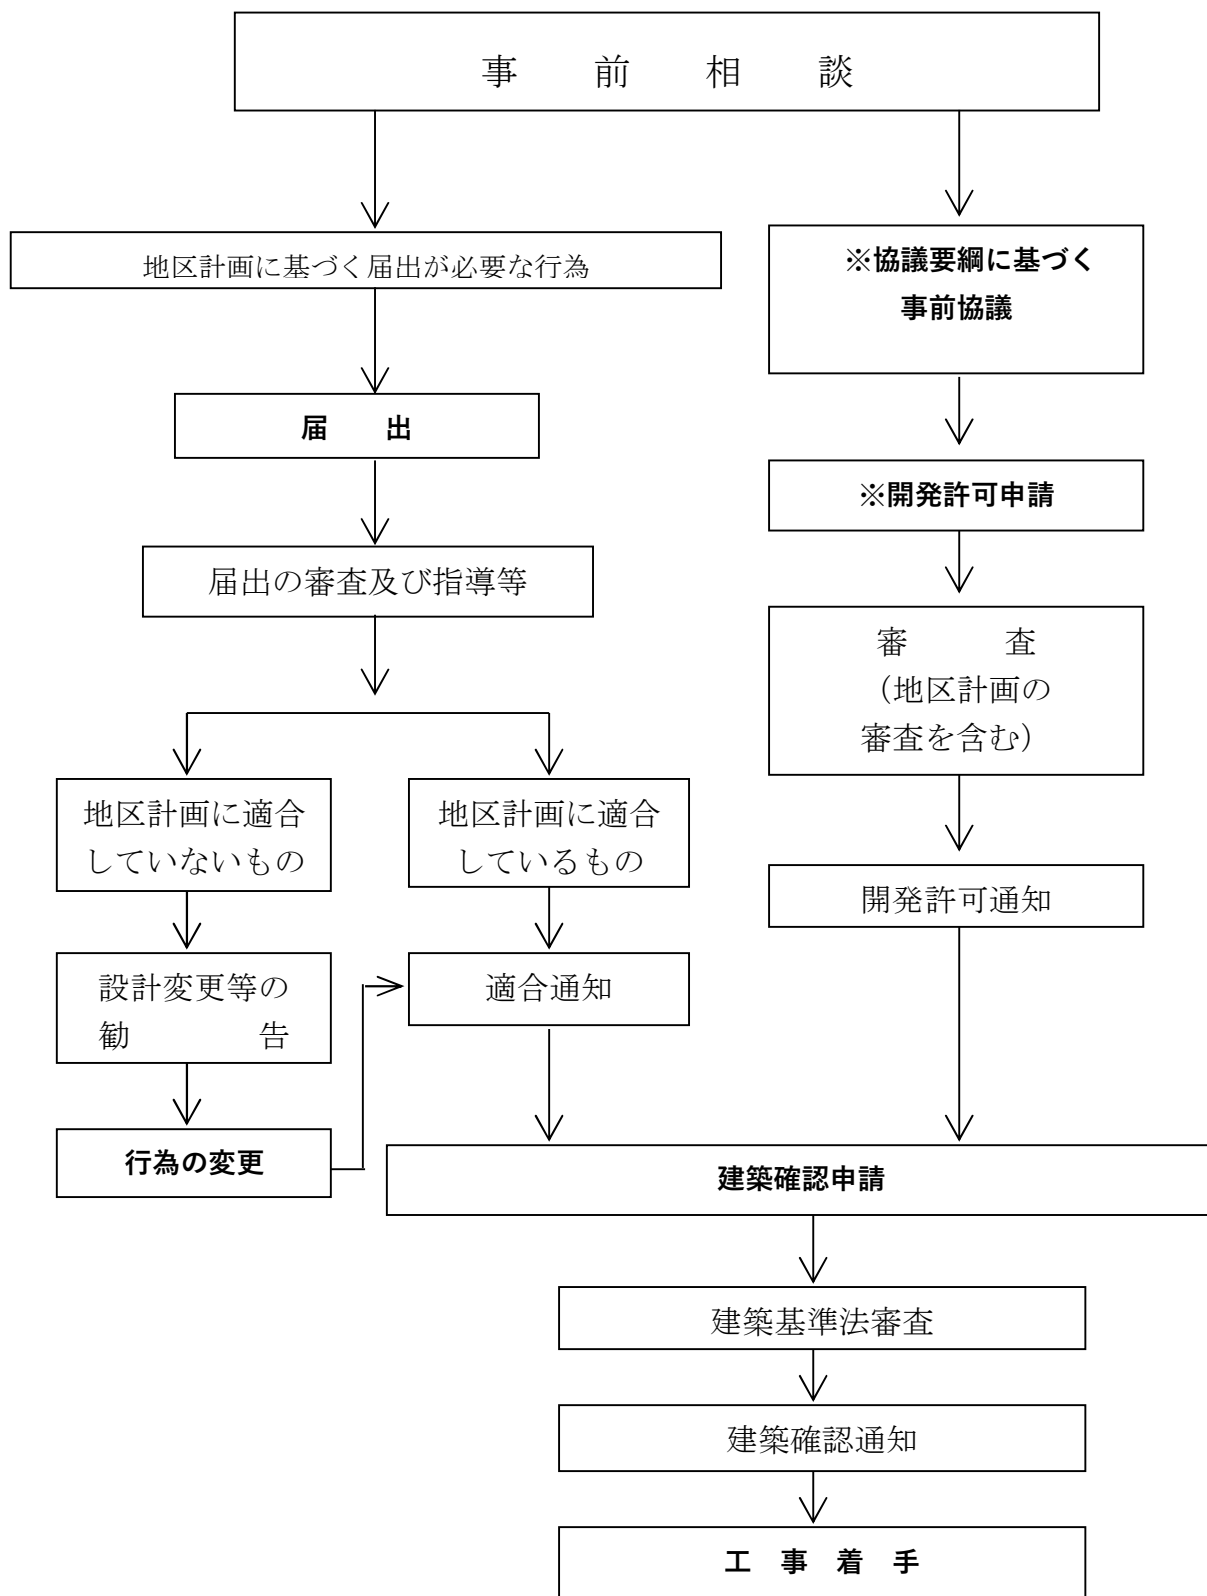 事　前　相　談
地区計画に基づく届出が必要な行為
※協議要綱に基づく
事前協議
届　出
※開発許可申請
届出の審査及び指導等
審　査
（地区計画の
審査を含む）
地区計画に適合
していないもの
地区計画に適合
しているもの
開発許可通知
設計変更等の
勧　告
適合通知
行為の変更
建築確認申請
建築基準法審査
建築確認通知
工　事　着　手